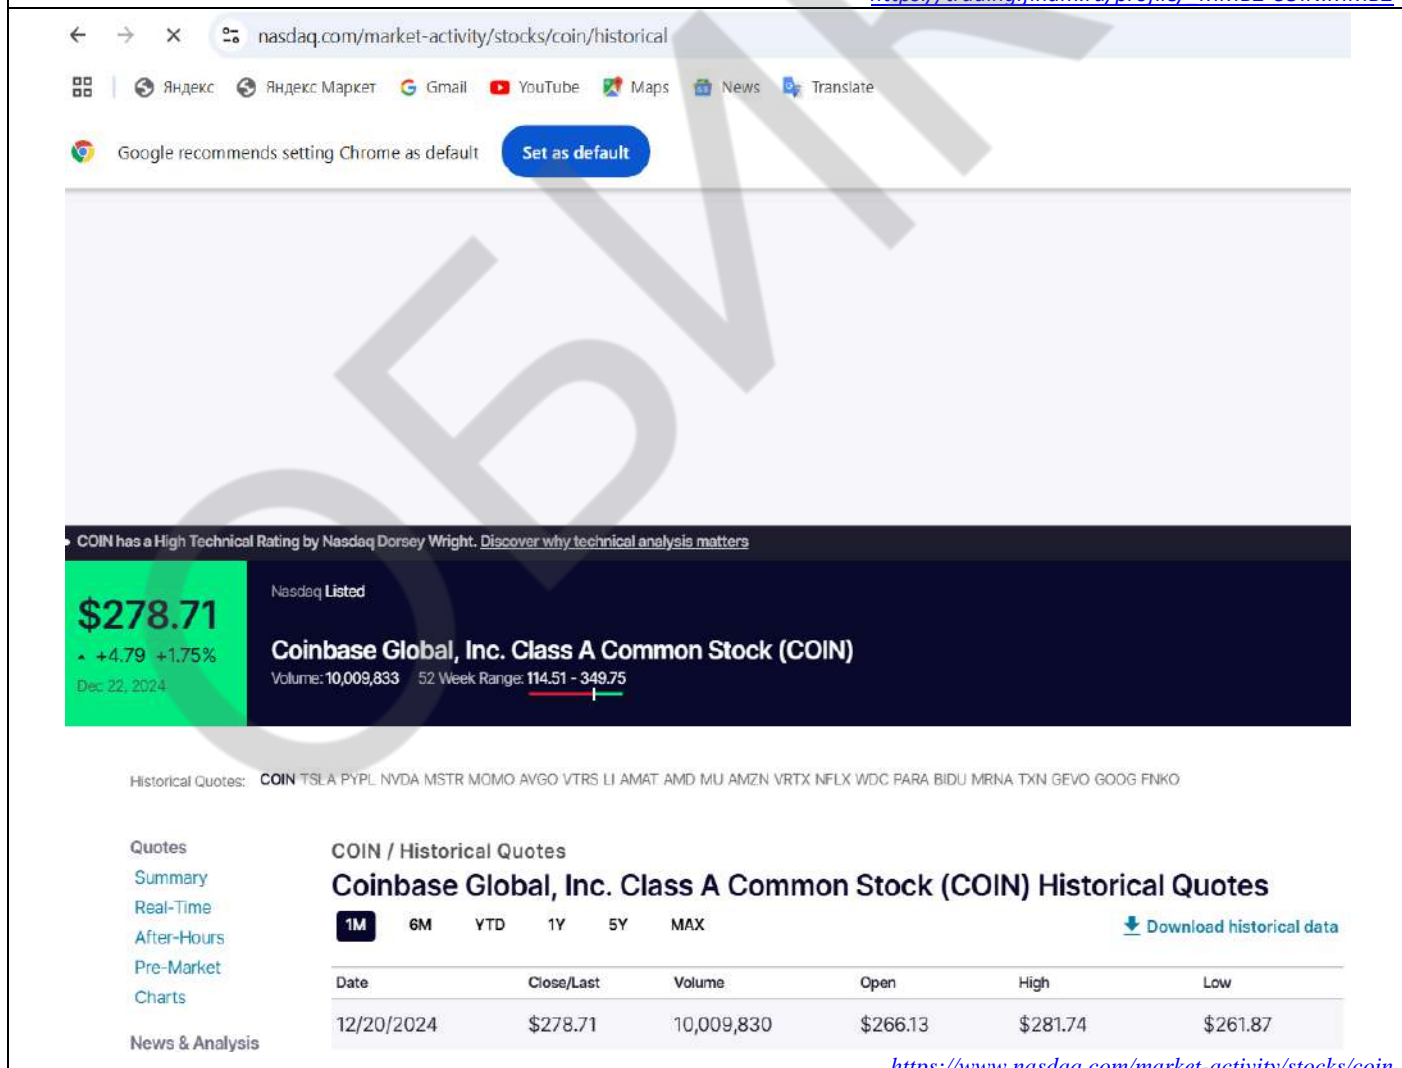 nasdaq.com/market-activity/stocks/coin/historical
Яндекс Яндекс Маркет Gmail YouTube Maps News Translate
Google recommends setting Chrome as default Set as default
COIN has a High Technical Rating by Nasdaq Dorsey Wright. Discover why technical analysis matters
$278.71
+4.79 +1.75%
Dec 22, 2024
Nasdaq Listed
Coinbase Global, Inc. Class A Common Stock (COIN)
Volume: 10,009,833 52 Week Range: 114.51 - 349.75
Historical Quotes: COIN TSLA PYPL NVDA MSTR MOMO AVGO VTRS LI AMAT AMD MU AMZN VRTX NFLX WDC PARA BIDU MRNA TXN GEVO GOOG FNKO
Quotes
Summary
Real-Time
After-Hours
Pre-Market
Charts
News & Analysis
COIN / Historical Quotes
Coinbase Global, Inc. Class A Common Stock (COIN) Historical Quotes
1M 6M YTD 1Y 5Y MAX
Download historical data
Date Close/Last Volume Open High Low
12/20/2024 $278.71 10,009,830 $266.13 $281.74 $261.87
https://www.nasdaq.com/market-activity/stocks/coin